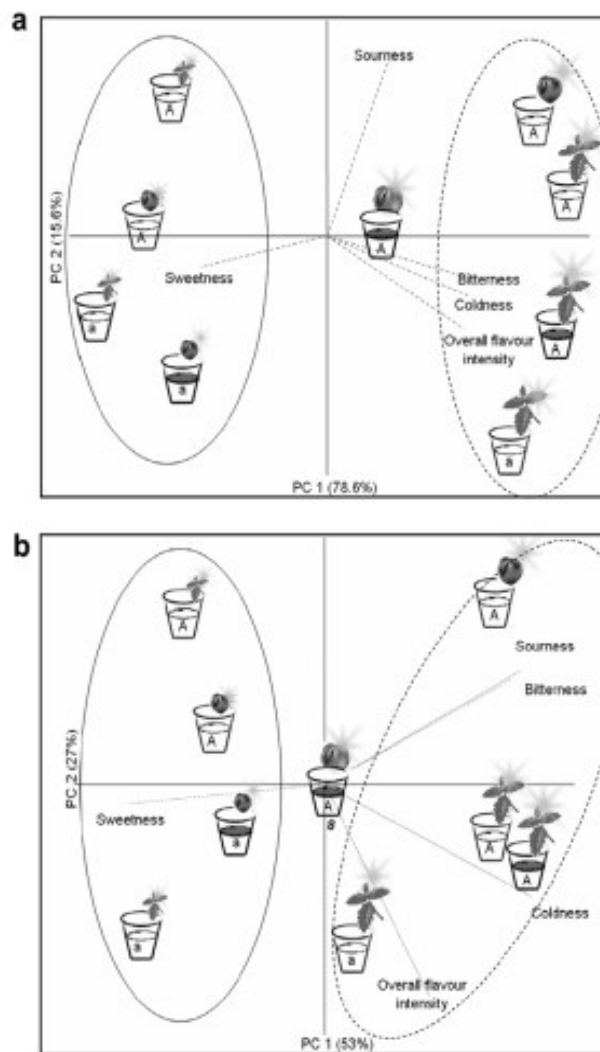 a
Sourness
A
A
A
A
A
PC 2 (15.6%)
Sweetness
Bitterness
Coldness
a
A
Overall flavour
intensity
a
a
PC 1 (78.6%)
b
A
A
Sourness
Bitterness
A
PC 2 (27%)
A
a
Sweetness
a
A
A
a
a
Coldness
Overall flavour
intensity
PC 1 (53%)